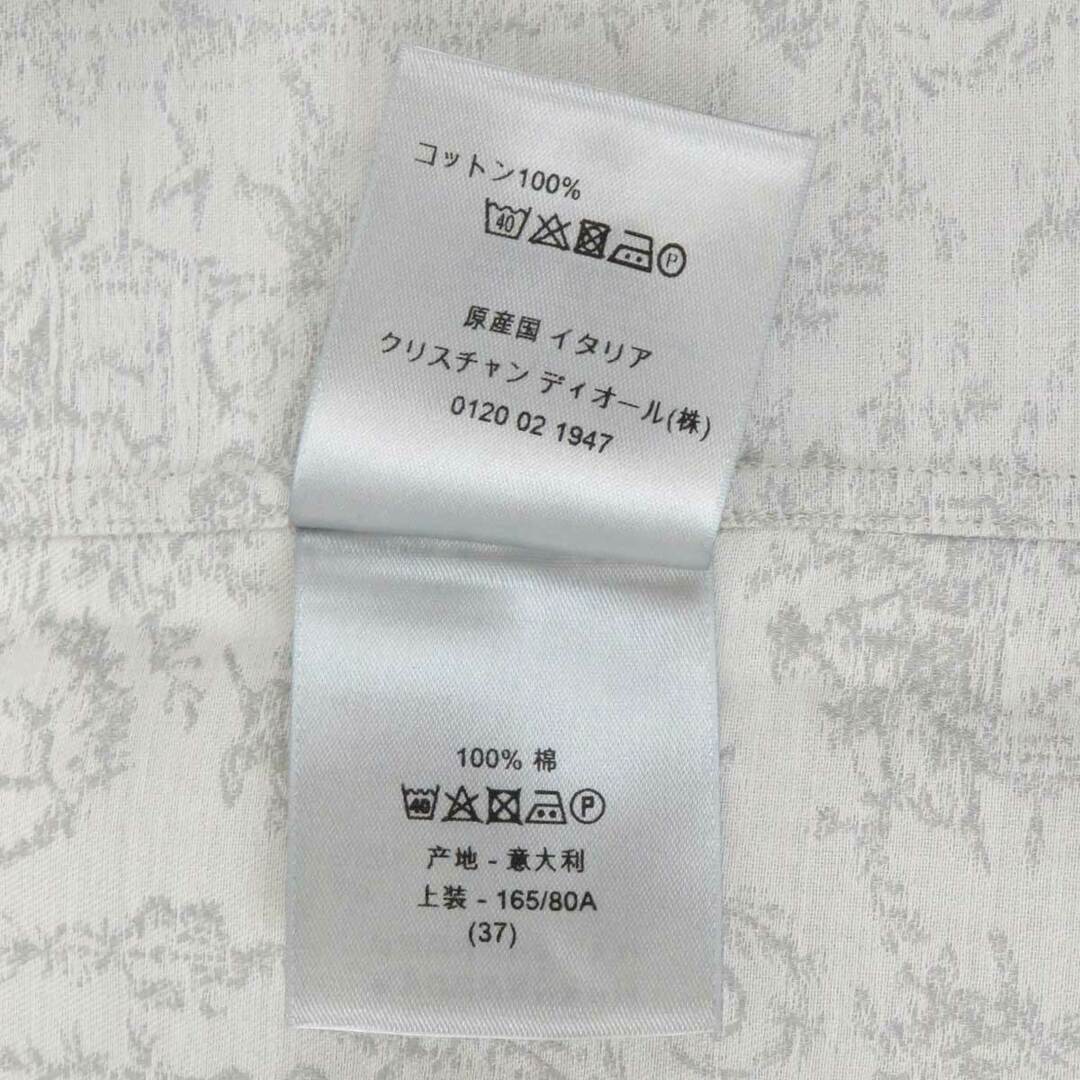 コットン100%
40 P
原産国 イタリア
クリスチャン ディオール(株)
0120 02 1947
100% 棉
40 P
产地 - 意大利
上装 - 165/80A
(37)